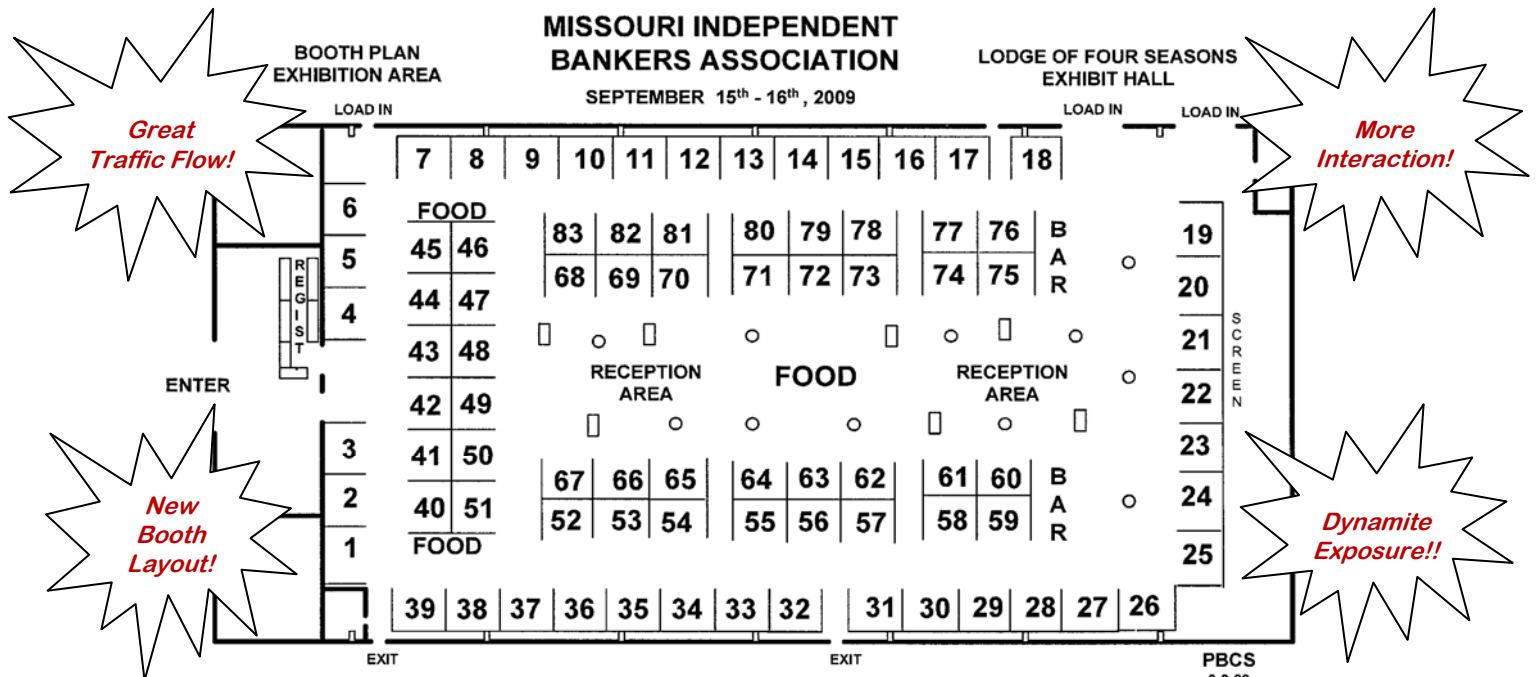 MISSOURI INDEPENDENT
BANKERS ASSOCIATION
SEPTEMBER 15th - 16th, 2009
BOOTH PLAN
EXHIBITION AREA
LODGE OF FOUR SEASONS
EXHIBIT HALL
LOAD IN
LOAD IN
LOAD IN
Great
Traffic Flow!
More
Interaction!
7 8 9 10 11 12 13 14 15 16 17 18
6
5
4
3
2
1
REGIST
ENTER
FOOD
45 46
44 47
43 48
42 49
41 50
40 51
FOOD
83 82 81 80 79 78 77 76
68 69 70 71 72 73 74 75
BAR
RECEPTION
AREA
FOOD
RECEPTION
AREA
67 66 65 64 63 62 61 60
52 53 54 55 56 57 58 59
BAR
19
20
21
22
23
24
25
SCREEN
New
Booth
Layout!
Dynamite
Exposure!!
39 38 37 36 35 34 33 32 31 30 29 28 27 26
EXIT
EXIT
PBCS